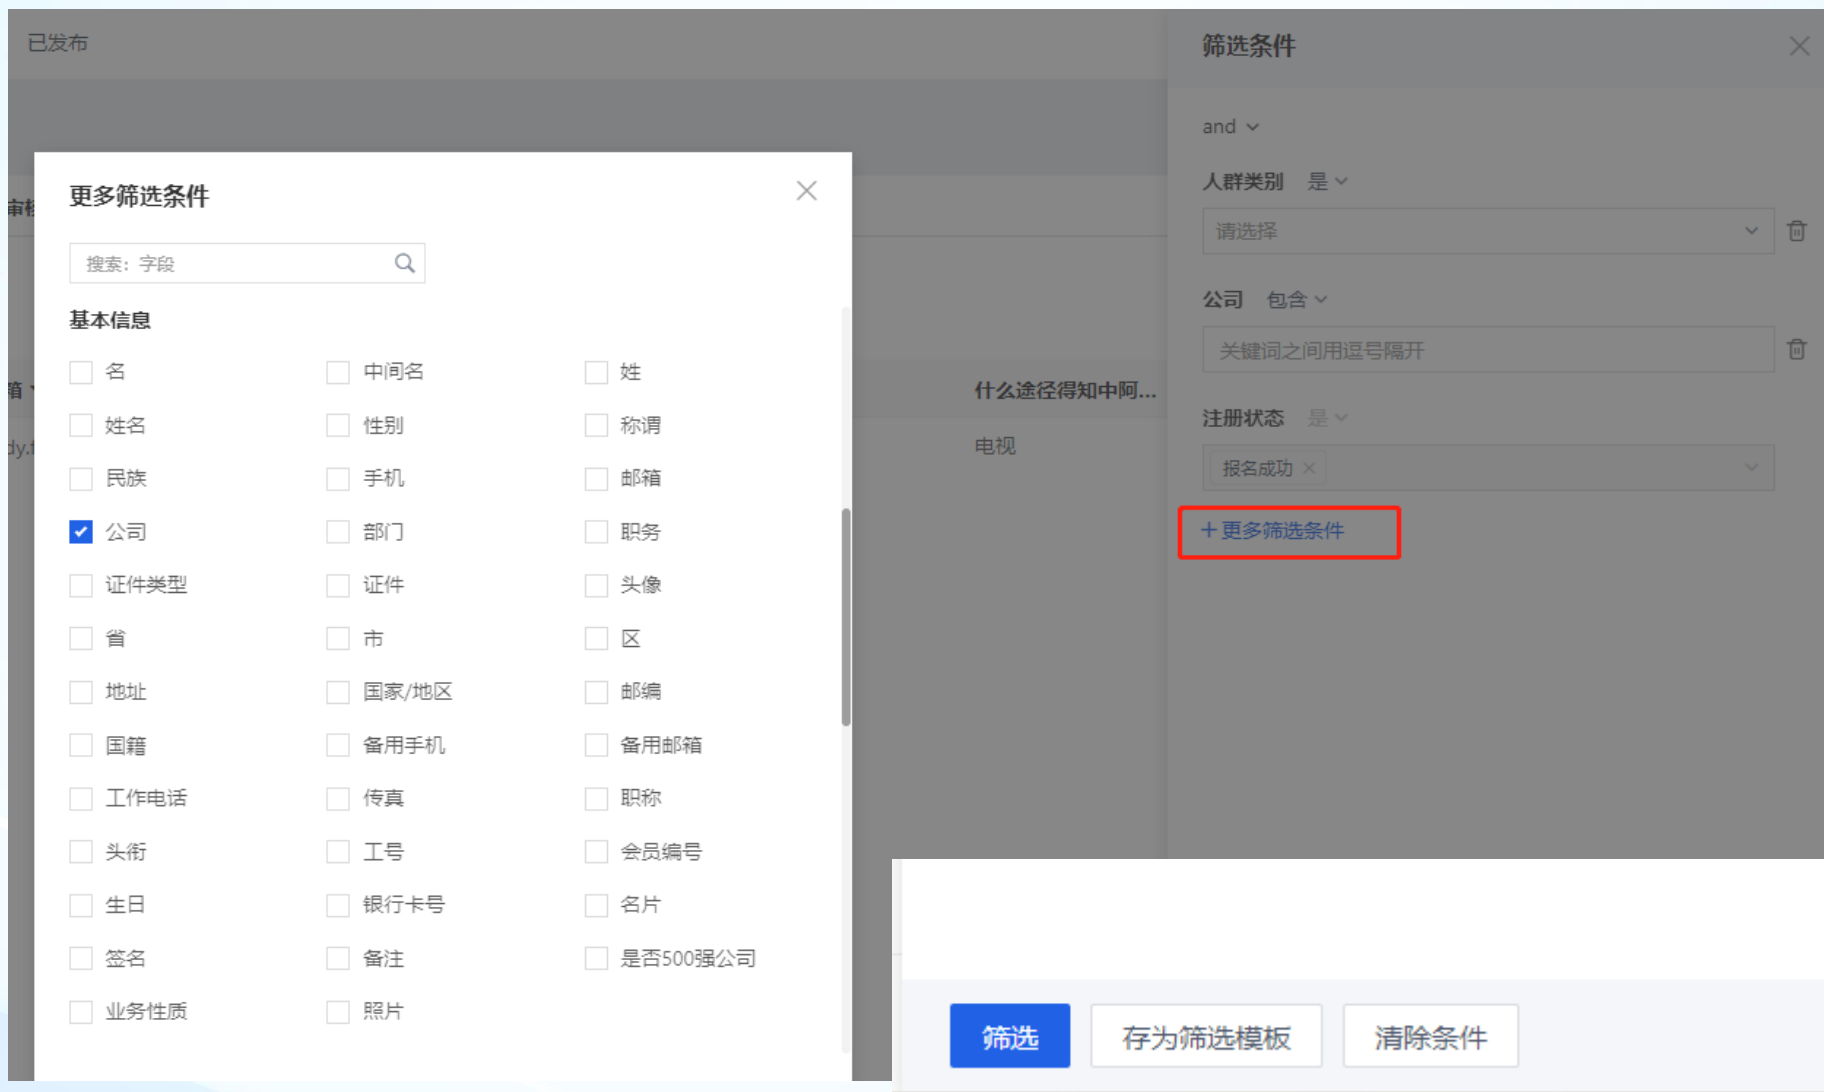 已发布
筛选条件
and
人群类别 是
请选择
公司 包含
关键词之间用逗号隔开
注册状态 是
报名成功
+更多筛选条件
更多筛选条件
搜索：字段
基本信息
名 中间名 姓
姓名 性别 称谓
民族 手机 邮箱
公司 部门 职务
证件类型 证件 头像
省 市 区
地址 国家/地区 邮编
国籍 备用手机 备用邮箱
工作电话 传真 职称
头衔 工号 会员编号
生日 银行卡号 名片
签名 备注 是否500强公司
业务性质 照片
箱
什么途径得知中阿...
电视
筛选 存为筛选模板 清除条件